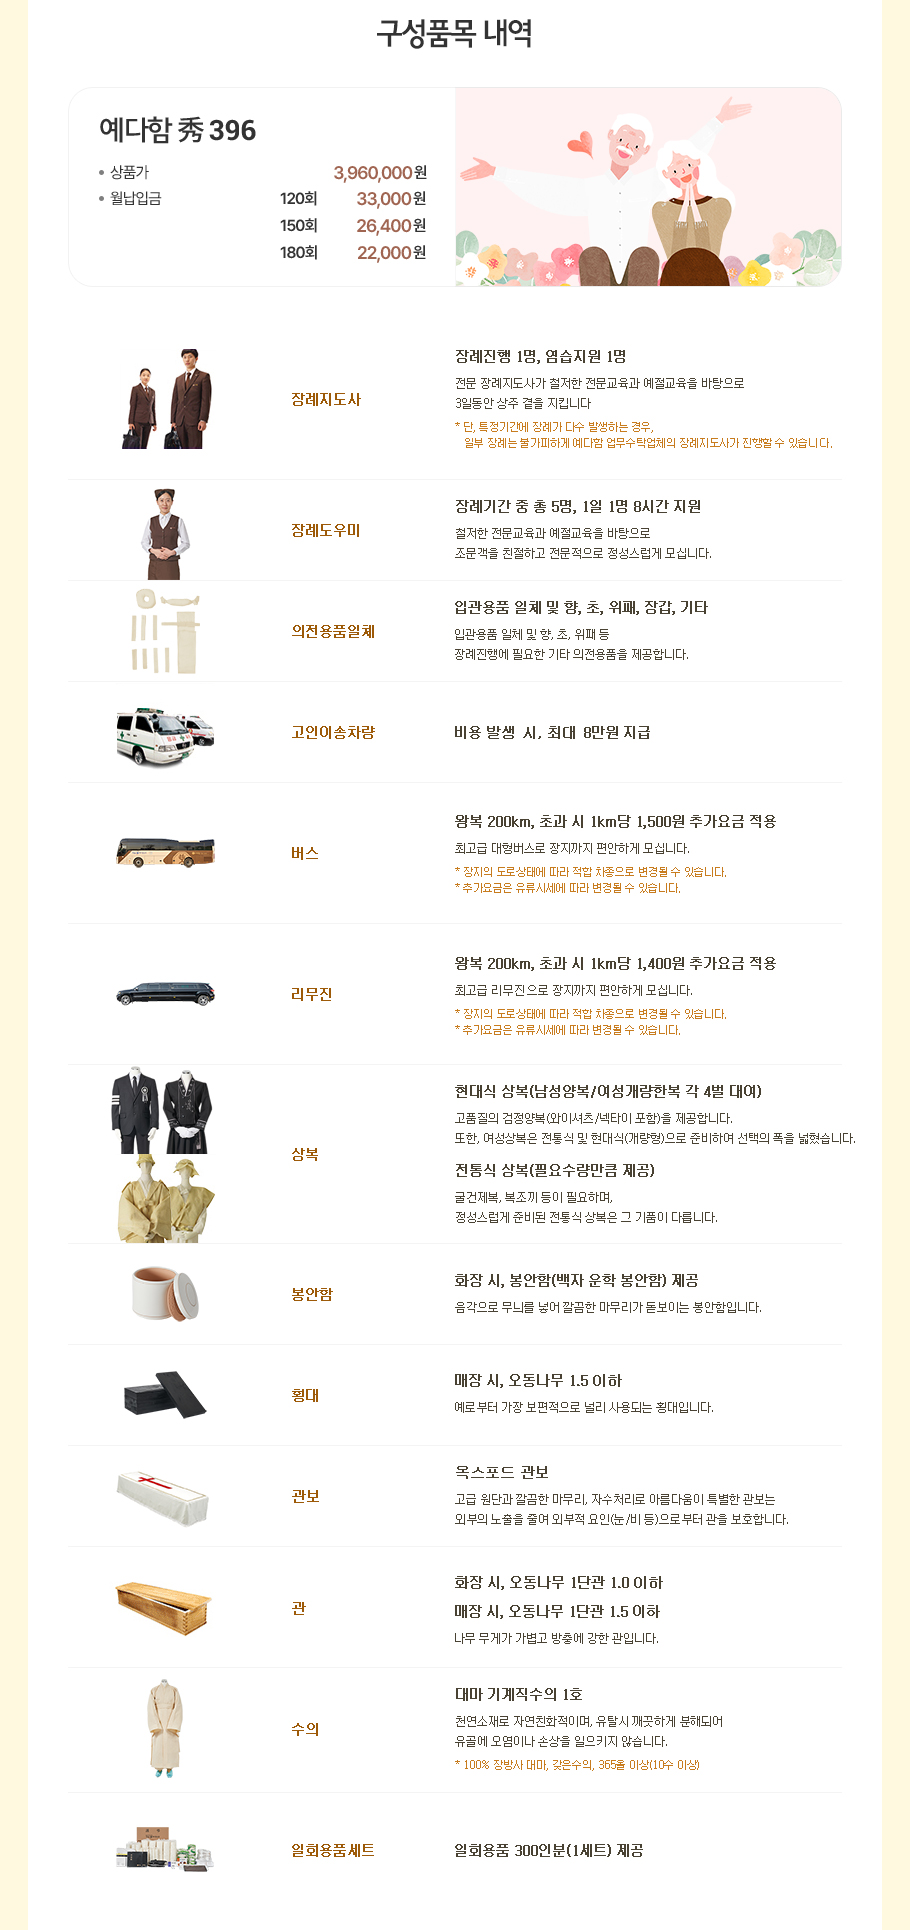 구성품목 내역
예다함 秀 396
• 상품가 3,960,000원
• 월납입금 120회 33,000원
150회 26,400원
180회 22,000원
장례지도사
장례진행 1명, 염습지원 1명
전문 장례지도사가 철저한 전문교육과 예절교육을 바탕으로
3일동안 상주 곁을 지킵니다
* 단, 특정기간에 장례가 다수 발생하는 경우,
일부 장례는 불가피하게 예다함 업무수탁업체의 장례지도사가 진행할 수 있습니다.
장례도우미
장례기간 중 총 5명, 1일 1명 8시간 지원
철저한 전문교육과 예절교육을 바탕으로
조문객을 친절하고 전문적으로 정성스럽게 모십니다.
의전용품일체
입관용품 일체 및 향, 초, 위패, 장갑, 기타
입관용품 일체 및 향, 초, 위패 등
장례진행에 필요한 기타 의전용품을 제공합니다.
고인이송차량
비용 발생 시, 최대 8만원 지급
버스
왕복 200km, 초과 시 1km당 1,500원 추가요금 적용
최고급 대형버스로 장지까지 편안하게 모십니다.
* 장지의 도로상태에 따라 적합 차종으로 변경될 수 있습니다.
* 추가요금은 유류시세에 따라 변경될 수 있습니다.
리무진
왕복 200km, 초과 시 1km당 1,400원 추가요금 적용
최고급 리무진으로 장지까지 편안하게 모십니다.
* 장지의 도로상태에 따라 적합 차종으로 변경될 수 있습니다.
* 추가요금은 유류시세에 따라 변경될 수 있습니다.
상복
현대식 상복(남성양복/여성개량한복 각 4벌 대여)
고품질의 검정양복(와이셔츠/넥타이 포함)을 제공합니다.
또한, 여성상복은 전통식 및 현대식(개량형)으로 준비하여 선택의 폭을 넓혔습니다.
전통식 상복(필요수량만큼 제공)
굴건제복, 복조끼 등이 필요하며,
정성스럽게 준비된 전통식 상복은 그 기품이 다릅니다.
봉안함
화장 시, 봉안함(백자 운학 봉안함) 제공
음각으로 무늬를 넣어 깔끔한 마무리가 돋보이는 봉안함입니다.
횡대
매장 시, 오동나무 1.5 이하
예로부터 가장 보편적으로 널리 사용되는 횡대입니다.
관보
옥스포드 관보
고급 원단과 깔끔한 마무리, 자수처리로 아름다움이 특별한 관보는
외부의 노출을 줄여 외부적 요인(눈/비 등)으로부터 관을 보호합니다.
관
화장 시, 오동나무 1단관 1.0 이하
매장 시, 오동나무 1단관 1.5 이하
나무 무게가 가볍고 방충에 강한 관입니다.
수의
대마 기계직수의 1호
천연소재로 자연친화적이며, 유탈시 깨끗하게 분해되어
유골에 오염이나 손상을 일으키지 않습니다.
* 100% 장방사 대마, 갖은수의, 365올 이상(10수 이상)
일회용품세트
일회용품 300인분(1세트) 제공